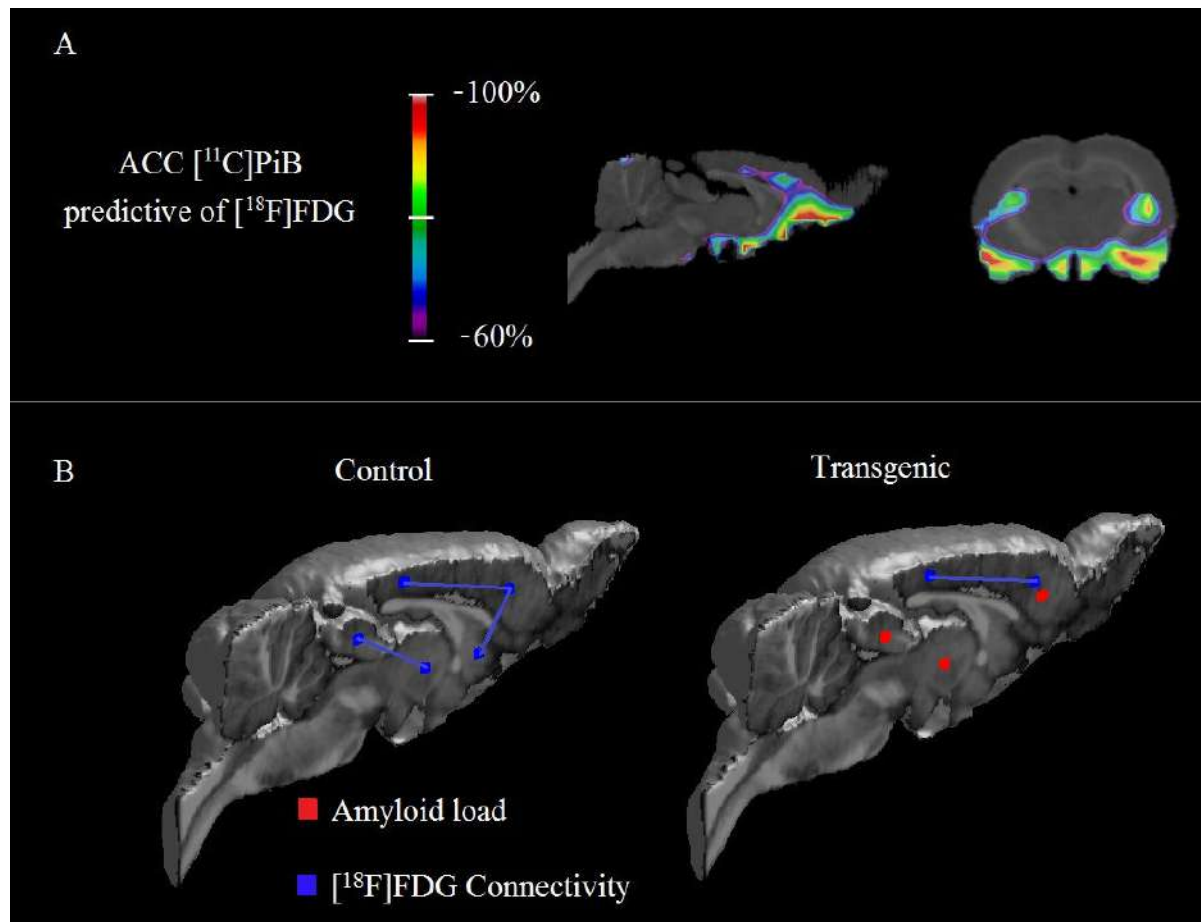 A
-100%
ACC [¹¹C]PiB
predictive of [¹⁸F]FDG
-60%
B
Control
Transgenic
Amyloid load
[¹⁸F]FDG Connectivity